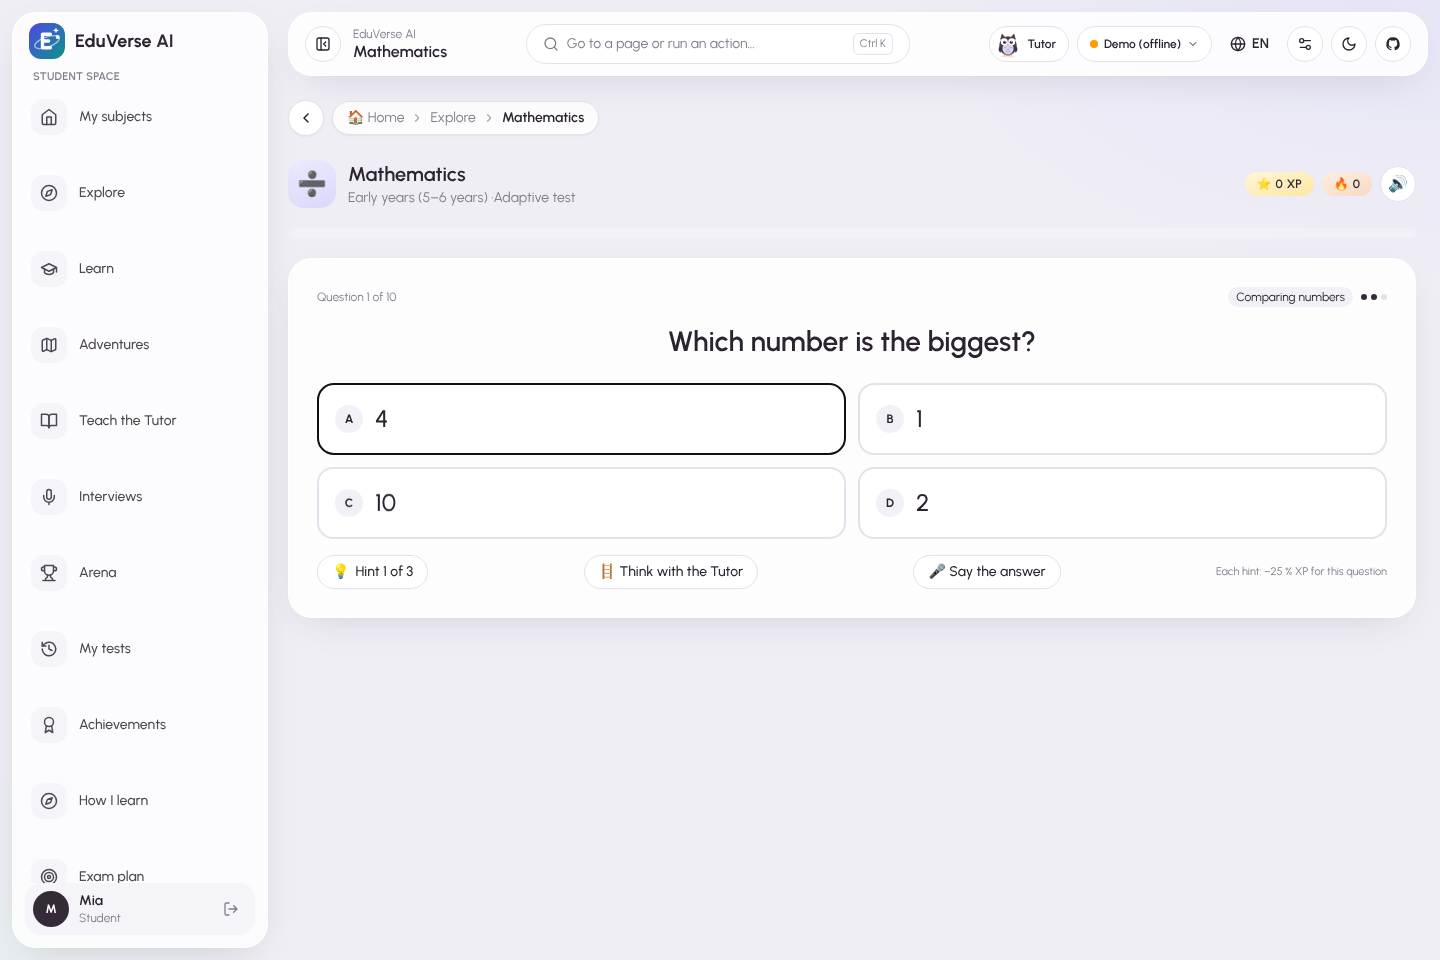 EduVerse AI
STUDENT SPACE
My subjects
Explore
Learn
Adventures
Teach the Tutor
Interviews
Arena
My tests
Achievements
How I learn
Exam plan
M
Mia
Student
EduVerse AI
Mathematics
Go to a page or run an action...
Ctrl K
Tutor
Demo (offline)
EN
Home
Explore
Mathematics
Mathematics
Early years (5–6 years) · Adaptive test
0 XP
0
Question 1 of 10
Comparing numbers
Which number is the biggest?
A 4
B 1
C 10
D 2
Hint 1 of 3
Think with the Tutor
Say the answer
Each hint: −25 % XP for this question